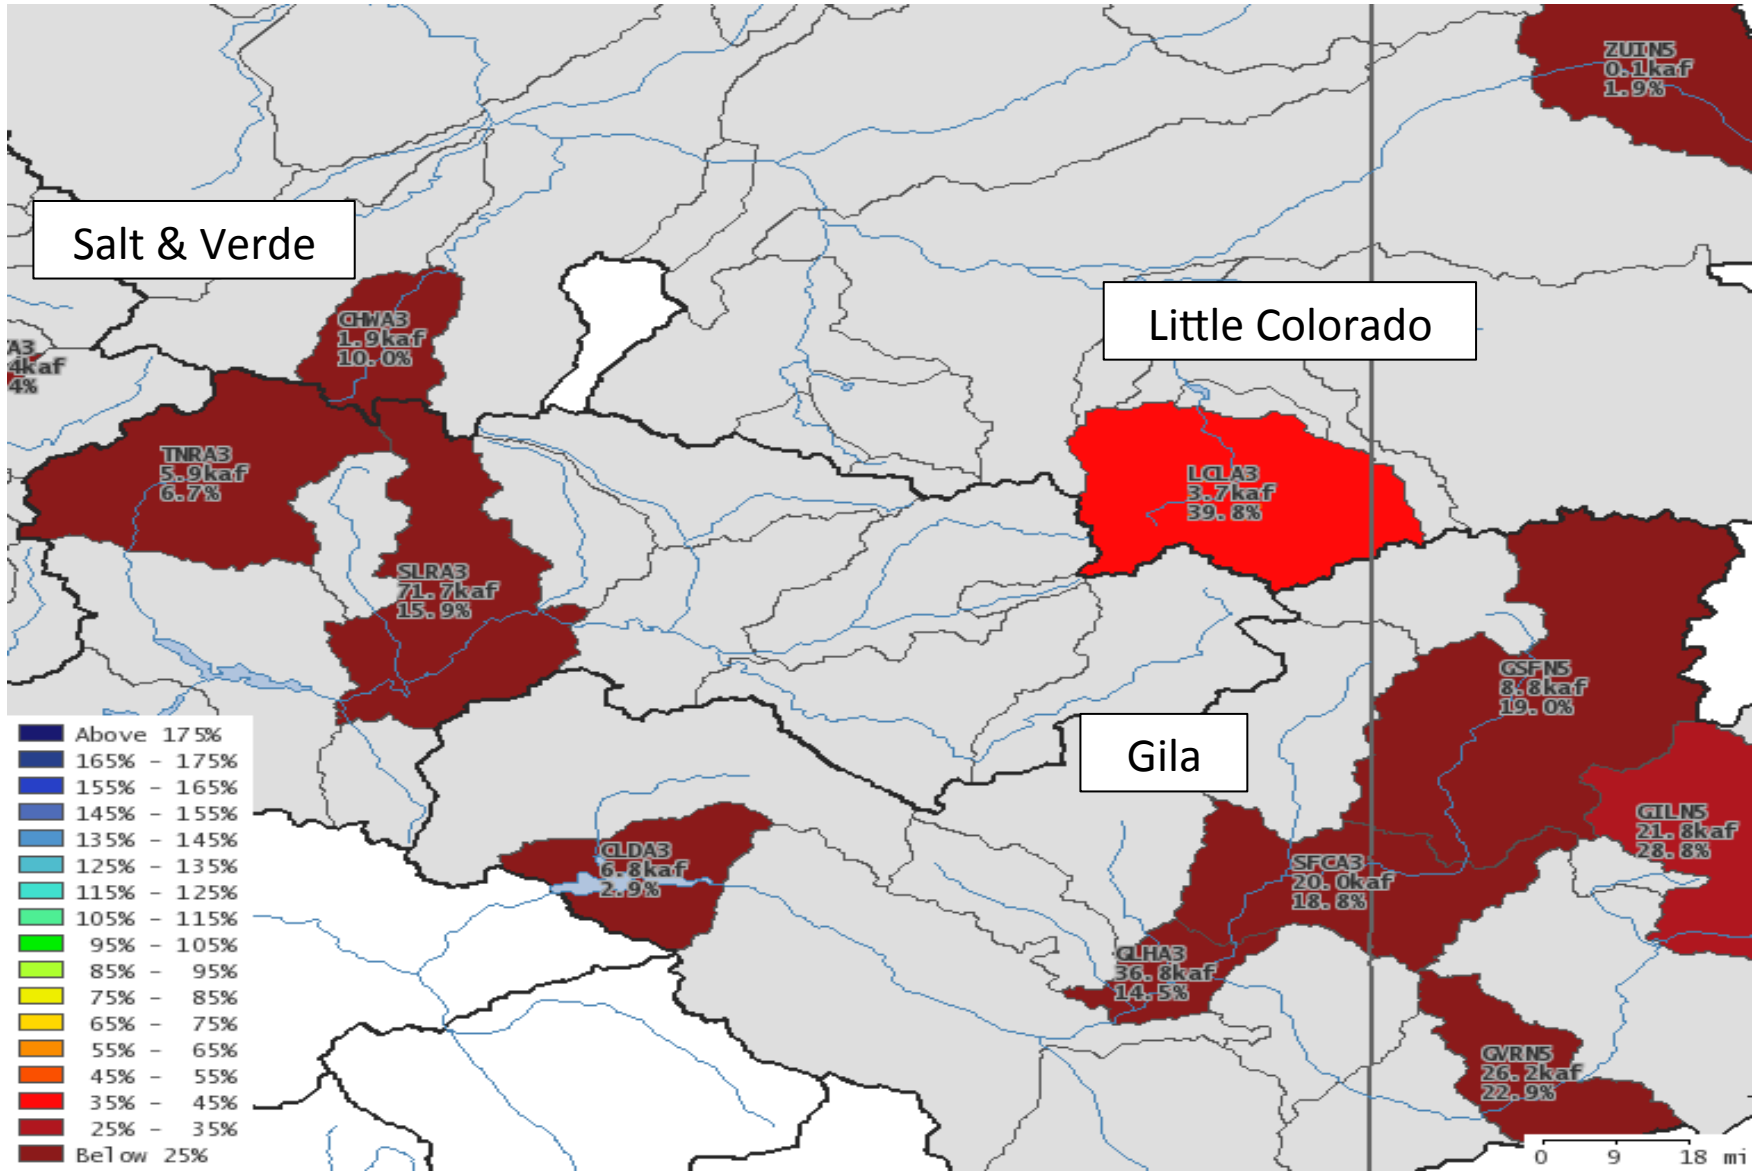 ZUIN5
0.1kaf
1.9%
Salt & Verde
CHWA3
1.9kaf
10.0%
Little Colorado
A3
4kaf
4%
TNRA3
5.9kaf
6.7%
LCLA3
3.7kaf
39.8%
SLRA3
71.7kaf
15.9%
GSFN5
8.8kaf
19.0%
Gila
GILN5
21.8kaf
28.8%
CLDA3
6.8kaf
2.9%
SFCA3
20.0kaf
18.8%
GLHA3
36.8kaf
14.5%
GVRN5
26.2kaf
22.9%
Above 175%
165% - 175%
155% - 165%
145% - 155%
135% - 145%
125% - 135%
115% - 125%
105% - 115%
95% - 105%
85% - 95%
75% - 85%
65% - 75%
55% - 65%
45% - 55%
35% - 45%
25% - 35%
Below 25%
0 9 18 mi